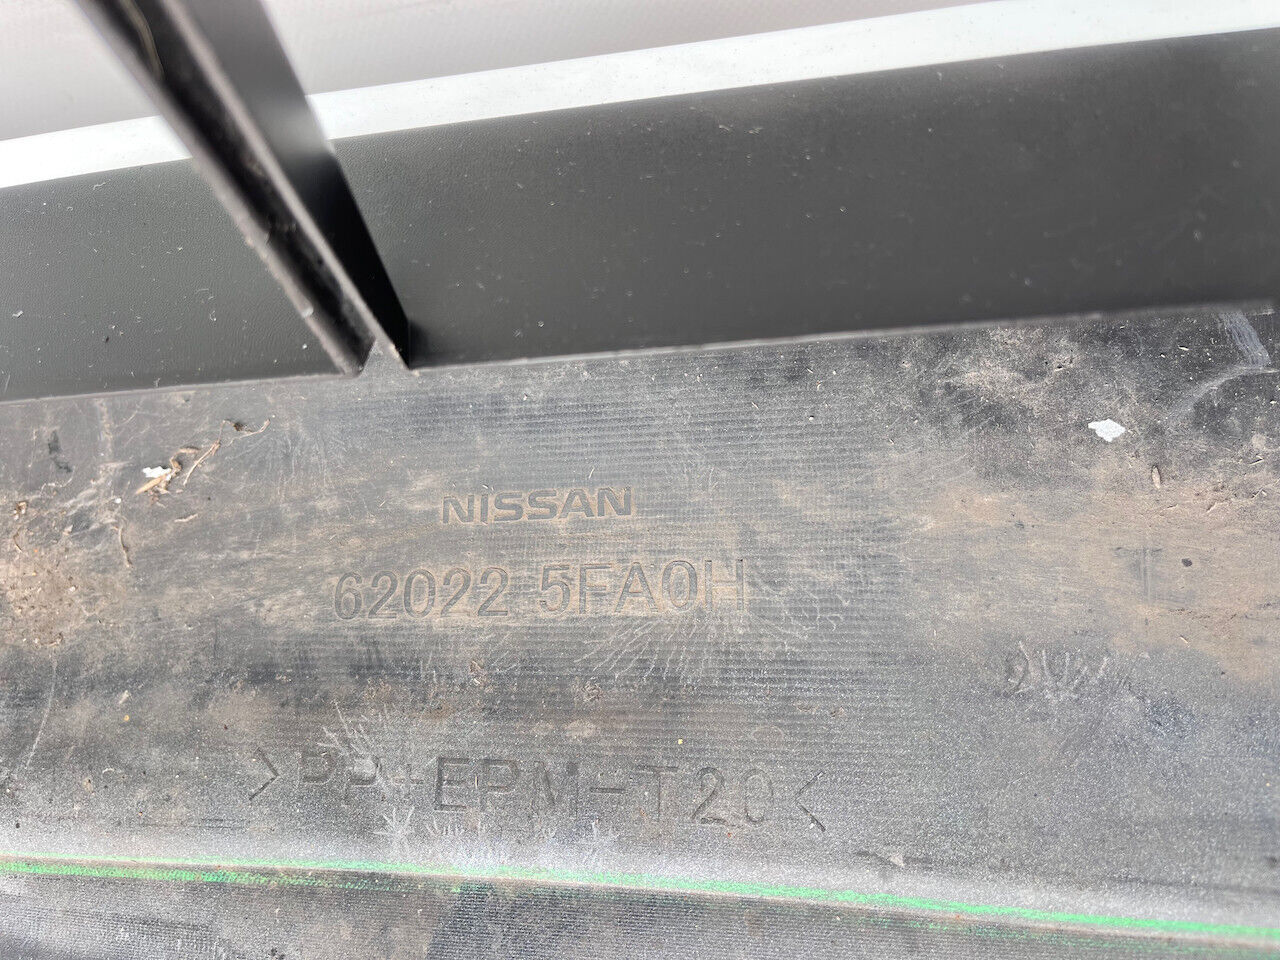 NISSAN
62022 5FA0H
>PP+EPM-T20<